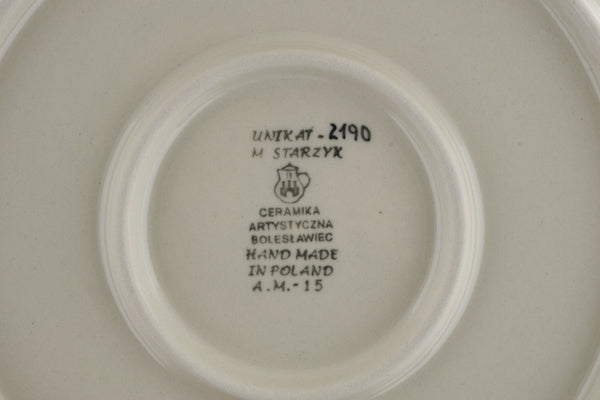 UNIKAT - 2190
M STARZYK
CERAMIKA
ARTYSTYCZNA
BOLESŁAWIEC
HAND MADE
IN POLAND
A.M.-15